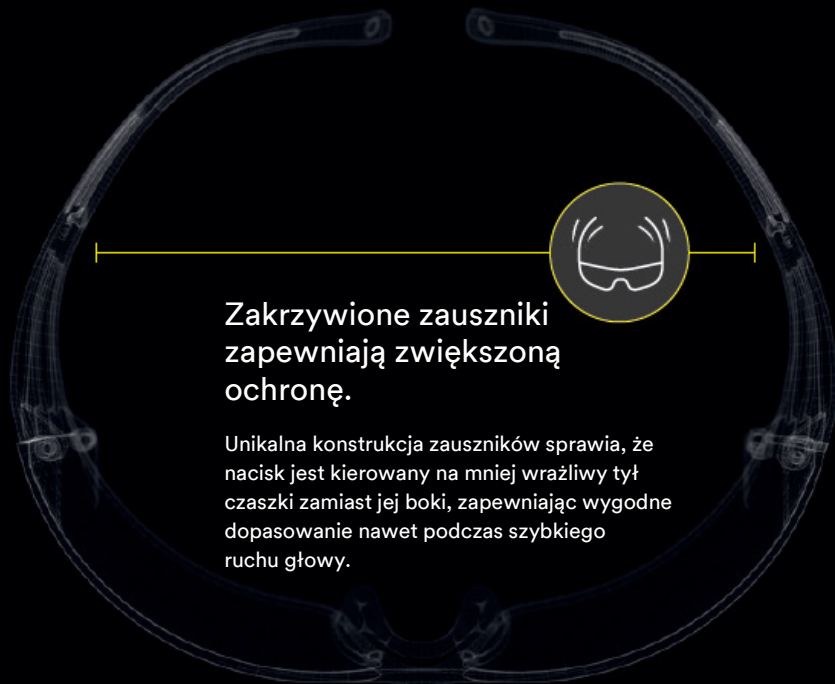 Zakrzywione zauszniki
zapewniają zwiększoną
ochronę.
Unikalna konstrukcja zauszników sprawia, że
nacisk jest kierowany na mniej wrażliwy tył
czaszki zamiast jej boki, zapewniając wygodne
dopasowanie nawet podczas szybkiego
ruchu głowy.